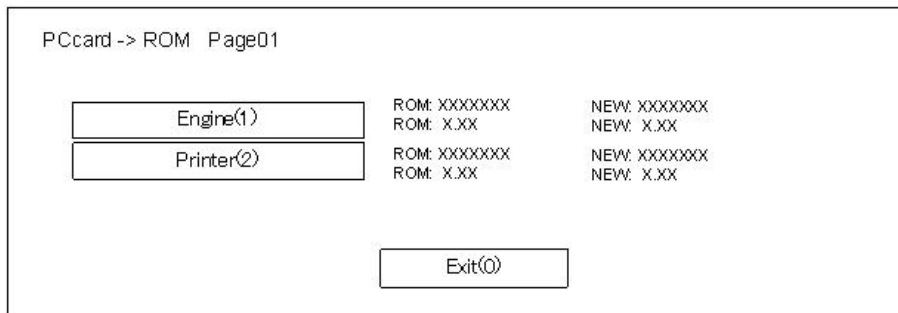 PCcard -> ROM Page01
Engine(1) ROM: XXXXXXX NEW: XXXXXXX
ROM: X.XX NEW: X.XX
Printer(2) ROM: XXXXXXX NEW: XXXXXXX
ROM: X.XX NEW: X.XX
Exit(0)